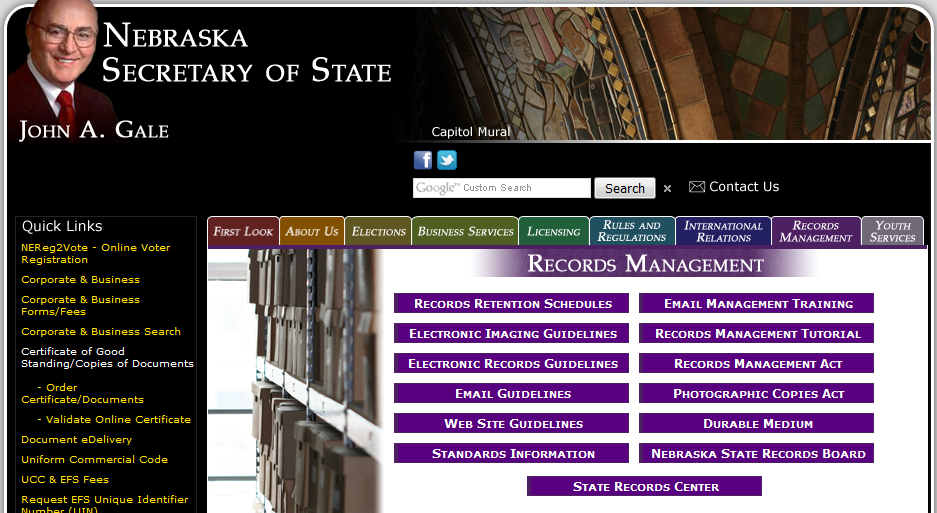 Nebraska
Secretary of State
John A. Gale
Capitol Mural
Google™ Custom Search
Search
×
Contact Us
Quick Links
First Look
About Us
Elections
Business Services
Licensing
Rules and
Regulations
International
Relations
Records
Management
Youth
Services
NEReg2Vote - Online Voter
Registration
Corporate & Business
Corporate & Business
Forms/Fees
Corporate & Business Search
Certificate of Good
Standing/Copies of Documents
- Order
Certificate/Documents
- Validate Online Certificate
Document eDelivery
Uniform Commercial Code
UCC & EFS Fees
Request EFS Unique Identifier
Number (UIN)
Records Management
Records Retention Schedules
Email Management Training
Electronic Imaging Guidelines
Records Management Tutorial
Electronic Records Guidelines
Records Management Act
Email Guidelines
Photographic Copies Act
Web Site Guidelines
Durable Medium
Standards Information
Nebraska State Records Board
State Records Center